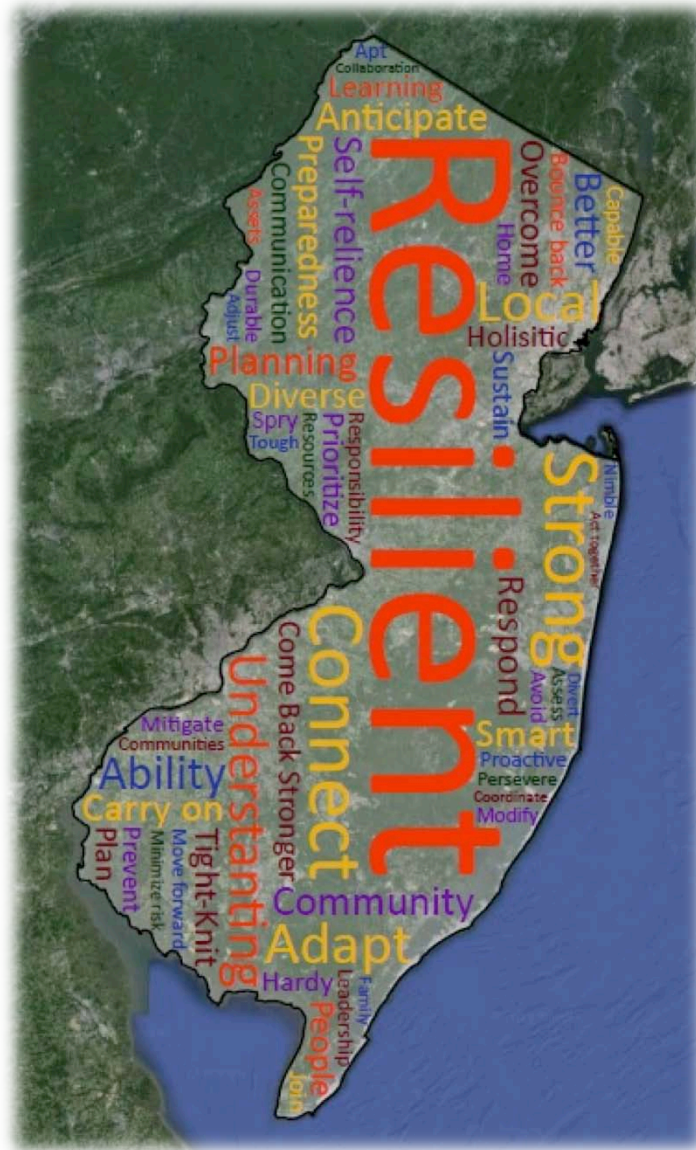 Apt
Collaboration
Learning
Anticipate
Resilient
Self-relience
Preparedness
Communication
Assets
Durable
Adjust
Overcome
Bounce back
Better
Capable
Home
Local
Holisitic
Sustain
Planning
Diverse
Spry
Tough
Resources
Prioritize
Responsibility
Strong
Nimble
Act together
Respond
Avoid
Assess
Divert
Smart
Proactive
Persevere
Coordinate
Modify
Connect
Come Back Stronger
Understanting
Mitigate
Communities
Ability
Carry on
Plan
Prevent
Minimize risk
Move forward
Tight-Knit
Community
Adapt
Hardy
Leadership
Family
People
Join